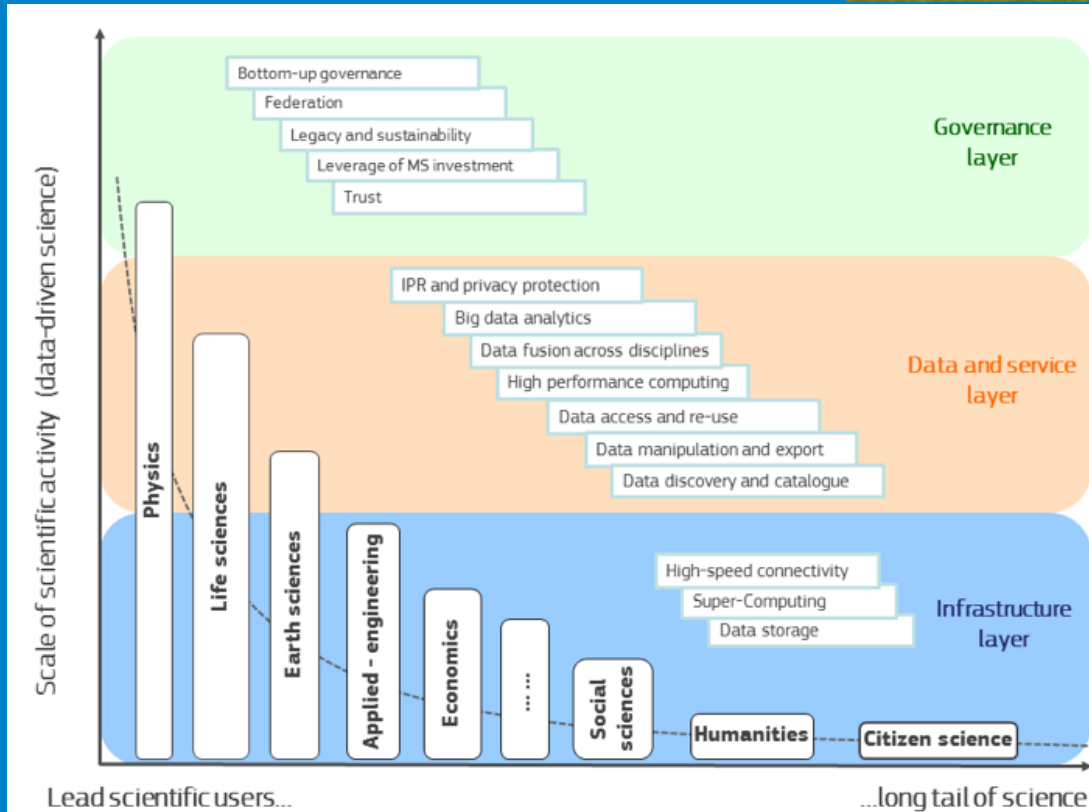 Bottom-up governance
Federation
Legacy and sustainability
Leverage of MS investment
Trust
Governance
layer
IPR and privacy protection
Big data analytics
Data fusion across disciplines
High performance computing
Data access and re-use
Data manipulation and export
Data discovery and catalogue
Data and service
layer
High-speed connectivity
Super-Computing
Data storage
Infrastructure
layer
Scale of scientific activity (data-driven science)
Physics
Life sciences
Earth sciences
Applied - engineering
Economics
... ...
Social
sciences
Humanities
Citizen science
Lead scientific users...
...long tail of science